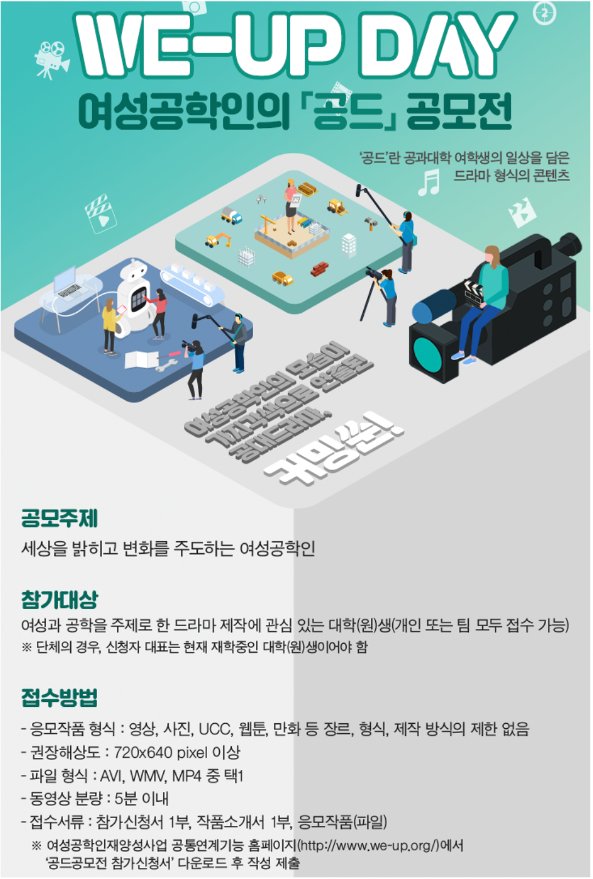 WE-UP DAY
여성공학인의 「공드」 공모전
'공드'란 공과대학 여학생의 일상을 담은
드라마 형식의 콘텐츠
여성공학인의 모습이
가지각색으로 연출된
공대드라마,
커밍쑨!
공모주제
세상을 밝히고 변화를 주도하는 여성공학인
참가대상
여성과 공학을 주제로 한 드라마 제작에 관심 있는 대학(원)생(개인 또는 팀 모두 접수 가능)
※ 단체의 경우, 신청자 대표는 현재 재학중인 대학(원)생이어야 함
접수방법
- 응모작품 형식 : 영상, 사진, UCC, 웹툰, 만화 등 장르, 형식, 제작 방식의 제한 없음
- 권장해상도 : 720x640 pixel 이상
- 파일 형식 : AVI, WMV, MP4 중 택1
- 동영상 분량 : 5분 이내
- 접수서류 : 참가신청서 1부, 작품소개서 1부, 응모작품(파일)
※ 여성공학인재양성사업 공통연계기능 홈페이지(http://www.we-up.org/)에서
'공드공모전 참가신청서' 다운로드 후 작성 제출